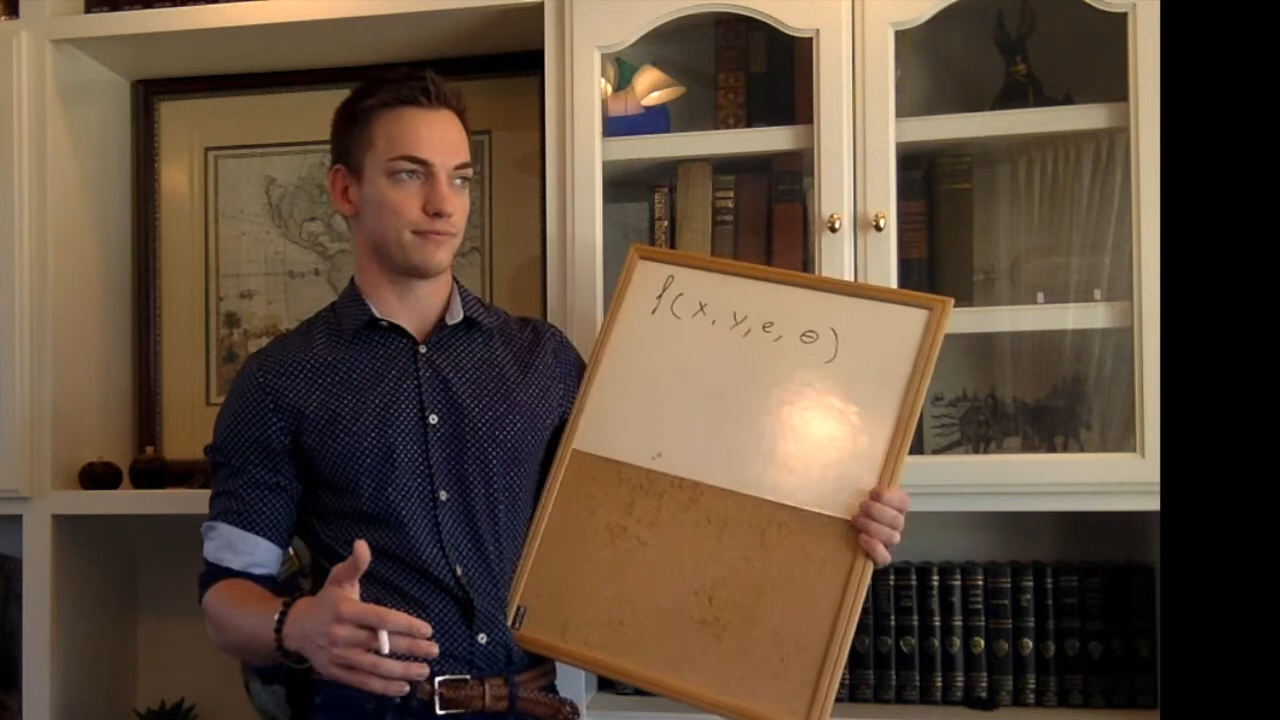 f(x, y, e, θ)